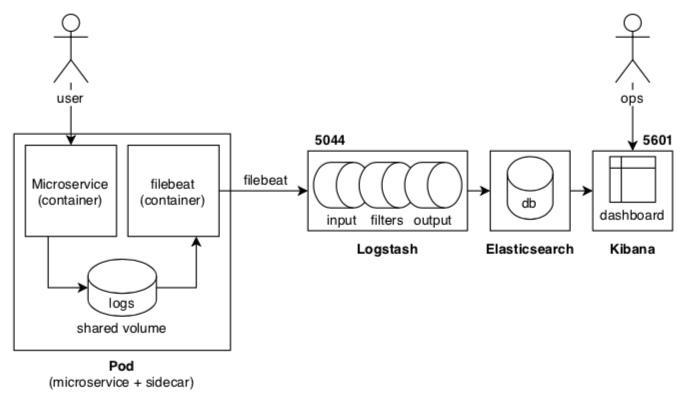 user
ops
5044
5601
Microservice
(container)
filebeat
(container)
filebeat
input
filters
output
db
dashboard
Logstash
Elasticsearch
Kibana
logs
shared volume
Pod
(microservice + sidecar)